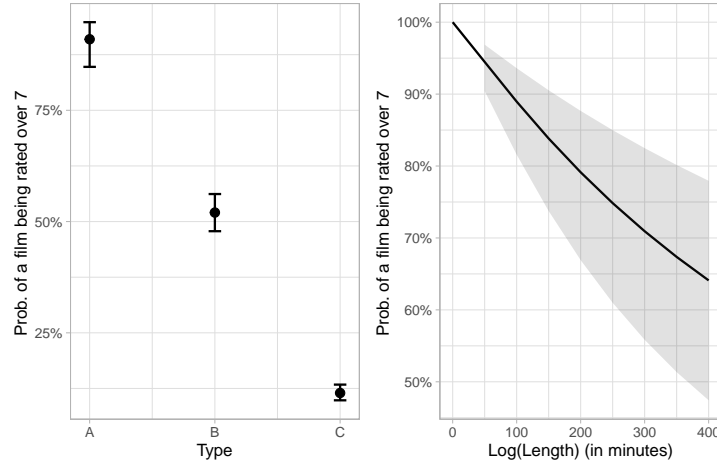 Prob. of a film being rated over 7
75%
50%
25%
A B C
Type
Prob. of a film being rated over 7
100%
90%
80%
70%
60%
50%
0 100 200 300 400
Log(Length) (in minutes)